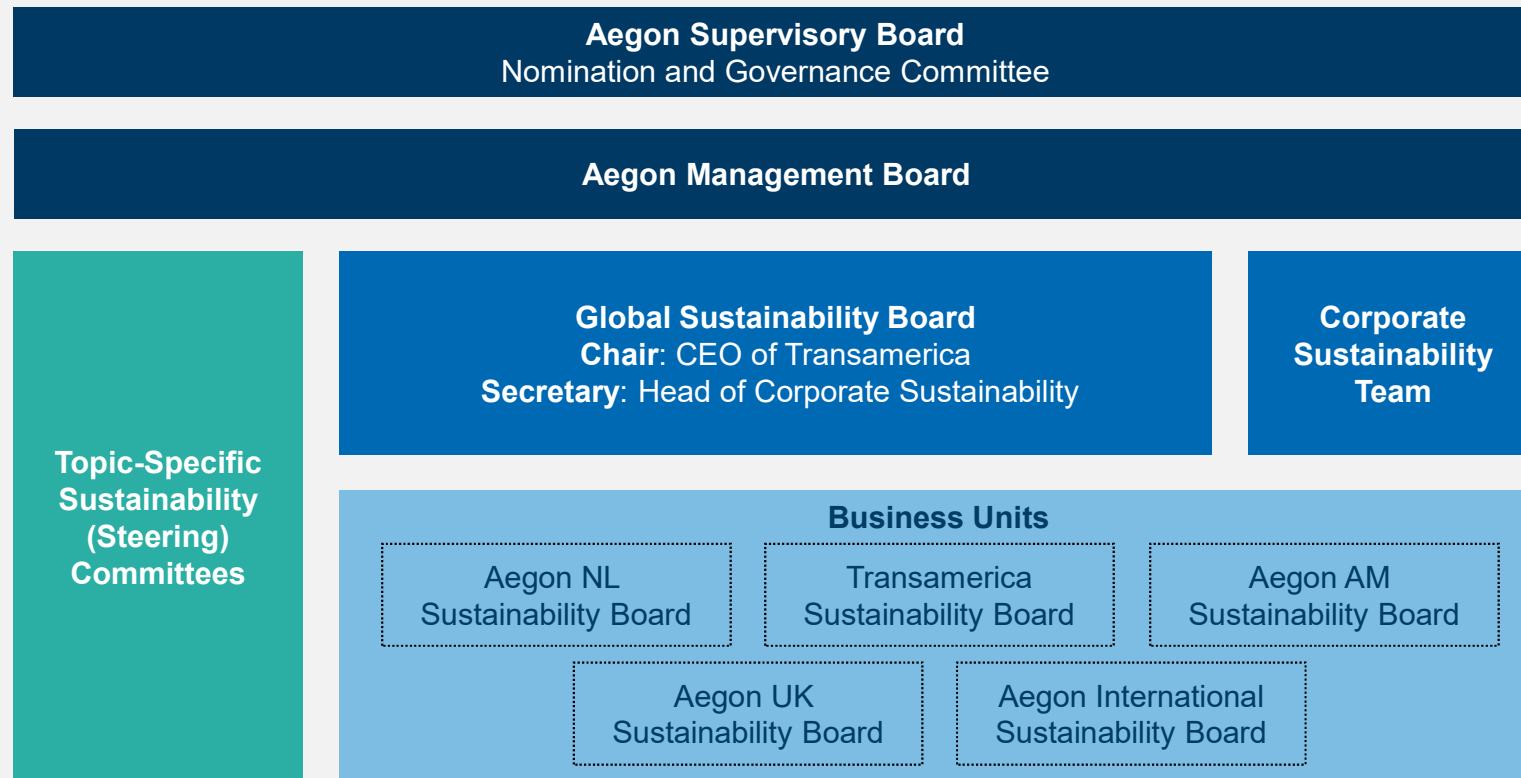 Aegon Supervisory Board
Nomination and Governance Committee
Aegon Management Board
Topic-Specific
Sustainability
(Steering)
Committees
Global Sustainability Board
Chair: CEO of Transamerica
Secretary: Head of Corporate Sustainability
Corporate
Sustainability
Team
Business Units
Aegon NL
Sustainability Board
Transamerica
Sustainability Board
Aegon AM
Sustainability Board
Aegon UK
Sustainability Board
Aegon International
Sustainability Board